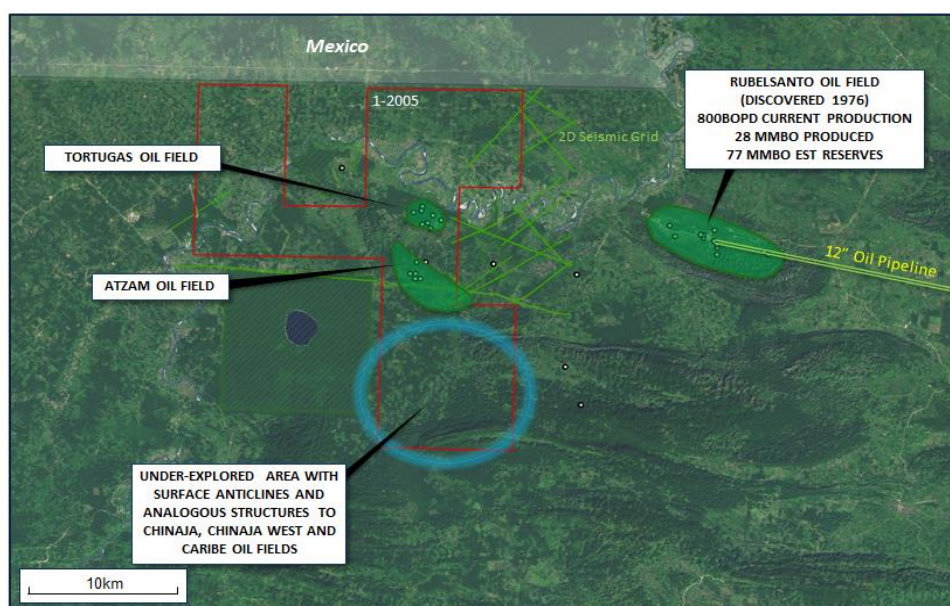 Mexico
1-2005
2D Seismic Grid
RUBELSANTO OIL FIELD
(DISCOVERED 1976)
800BOPD CURRENT PRODUCTION
28 MMBO PRODUCED
77 MMBO EST RESERVES
TORTUGAS OIL FIELD
12" Oil Pipeline
ATZAM OIL FIELD
UNDER-EXPLORED AREA WITH
SURFACE ANTICLINES AND
ANALOGOUS STRUCTURES TO
CHINAJA, CHINAJA WEST AND
CARIBE OIL FIELDS
10km